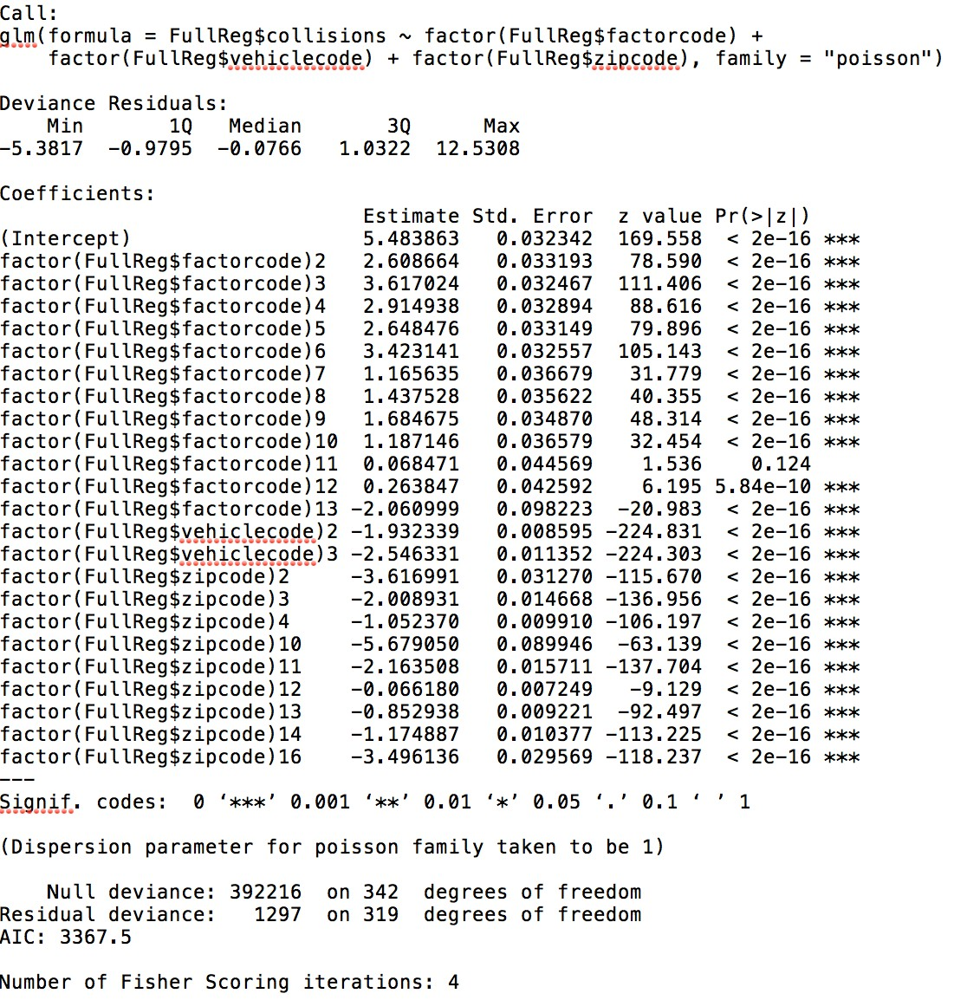 Call:
glm(formula = FullReg$collisions ~ factor(FullReg$factorcode) +
    factor(FullReg$vehiclecode) + factor(FullReg$zipcode), family = "poisson")

Deviance Residuals:
    Min       1Q   Median       3Q      Max
-5.3817  -0.9795  -0.0766   1.0322  12.5308

Coefficients:
                              Estimate Std. Error  z value Pr(>|z|)
(Intercept)                   5.483863   0.032342  169.558  < 2e-16 ***
factor(FullReg$factorcode)2   2.608664   0.033193   78.590  < 2e-16 ***
factor(FullReg$factorcode)3   3.617024   0.032467  111.406  < 2e-16 ***
factor(FullReg$factorcode)4   2.914938   0.032894   88.616  < 2e-16 ***
factor(FullReg$factorcode)5   2.648476   0.033149   79.896  < 2e-16 ***
factor(FullReg$factorcode)6   3.423141   0.032557  105.143  < 2e-16 ***
factor(FullReg$factorcode)7   1.165635   0.036679   31.779  < 2e-16 ***
factor(FullReg$factorcode)8   1.437528   0.035622   40.355  < 2e-16 ***
factor(FullReg$factorcode)9   1.684675   0.034870   48.314  < 2e-16 ***
factor(FullReg$factorcode)10  1.187146   0.036579   32.454  < 2e-16 ***
factor(FullReg$factorcode)11  0.068471   0.044569    1.536    0.124
factor(FullReg$factorcode)12  0.263847   0.042592    6.195 5.84e-10 ***
factor(FullReg$factorcode)13 -2.060999   0.098223  -20.983  < 2e-16 ***
factor(FullReg$vehiclecode)2 -1.932339   0.008595 -224.831  < 2e-16 ***
factor(FullReg$vehiclecode)3 -2.546331   0.011352 -224.303  < 2e-16 ***
factor(FullReg$zipcode)2     -3.616991   0.031270 -115.670  < 2e-16 ***
factor(FullReg$zipcode)3     -2.008931   0.014668 -136.956  < 2e-16 ***
factor(FullReg$zipcode)4     -1.052370   0.009910 -106.197  < 2e-16 ***
factor(FullReg$zipcode)10    -5.679050   0.089946  -63.139  < 2e-16 ***
factor(FullReg$zipcode)11    -2.163508   0.015711 -137.704  < 2e-16 ***
factor(FullReg$zipcode)12    -0.066180   0.007249   -9.129  < 2e-16 ***
factor(FullReg$zipcode)13    -0.852938   0.009221  -92.497  < 2e-16 ***
factor(FullReg$zipcode)14    -1.174887   0.010377 -113.225  < 2e-16 ***
factor(FullReg$zipcode)16    -3.496136   0.029569 -118.237  < 2e-16 ***
---
Signif. codes:  0 ‘***’ 0.001 ‘**’ 0.01 ‘*’ 0.05 ‘.’ 0.1 ‘ ’ 1

(Dispersion parameter for poisson family taken to be 1)

    Null deviance: 392216  on 342  degrees of freedom
Residual deviance:   1297  on 319  degrees of freedom
AIC: 3367.5

Number of Fisher Scoring iterations: 4